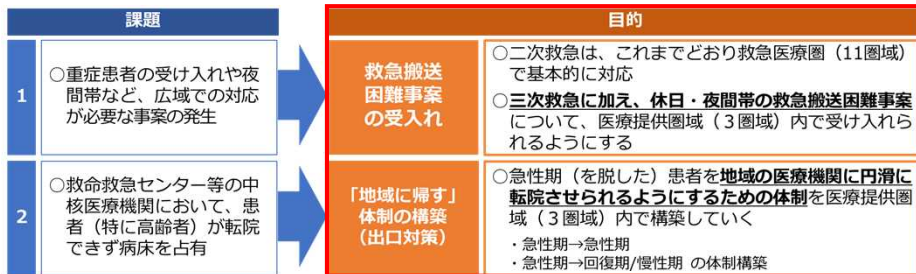 課題
目的
1
○重症患者の受け入れや夜
間帯など、広域での対応
が必要な事案の発生
救急搬送
困難事案
の受入れ
○二次救急は、これまでどおり救急医療圏(11圏域)
で基本的に対応
○三次救急に加え、休日・夜間帯の救急搬送困難事案
について、医療提供圏域(3圏域)内で受け入れら
れるようにする
2
○救命救急センター等の中
核医療機関において、患
者(特に高齢者)が転院
できず病床を占有
「地域に帰す」
体制の構築
(出口対策)
○急性期(を脱した)患者を地域の医療機関に円滑に
転院させられるようにするための体制を医療提供圏
域(3圏域)内で構築していく
・急性期→急性期
・急性期→回復期/慢性期 の体制構築